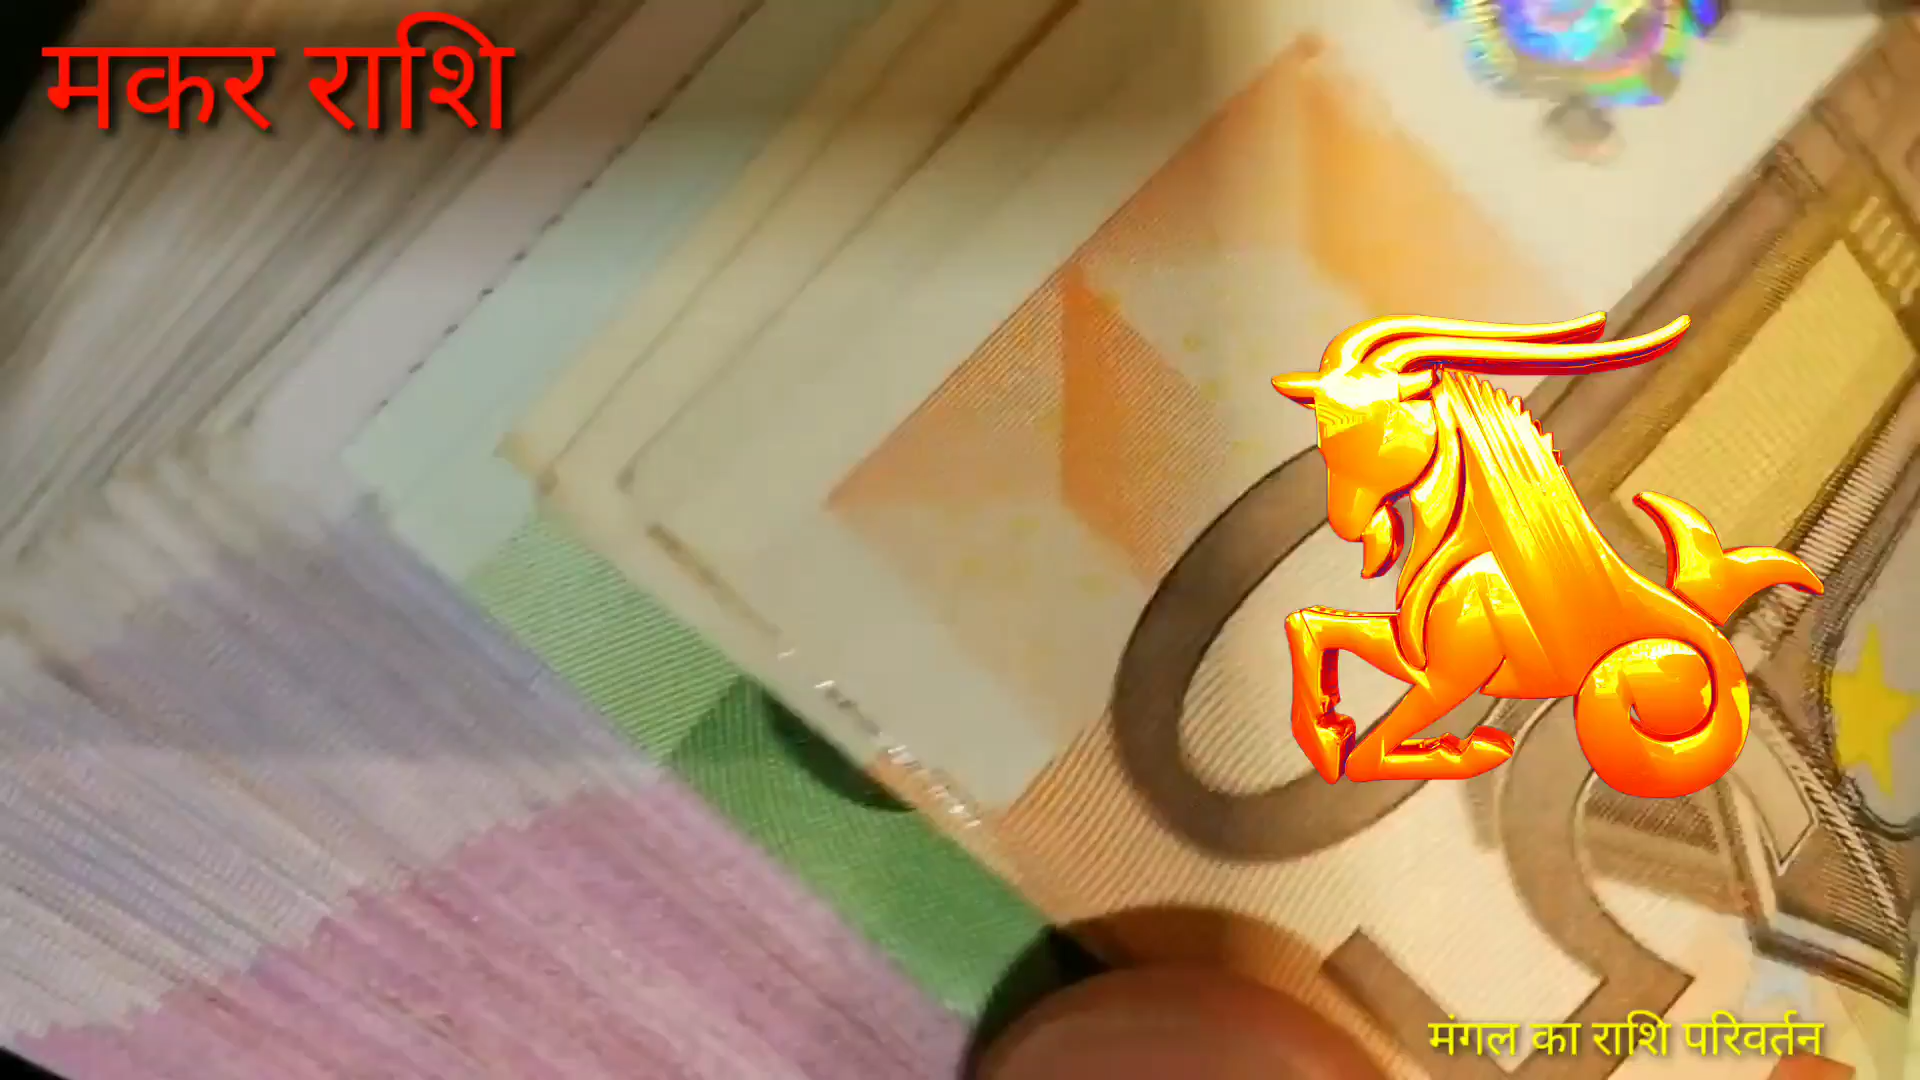 मकर राशि
मंगल का राशि परिवर्तन